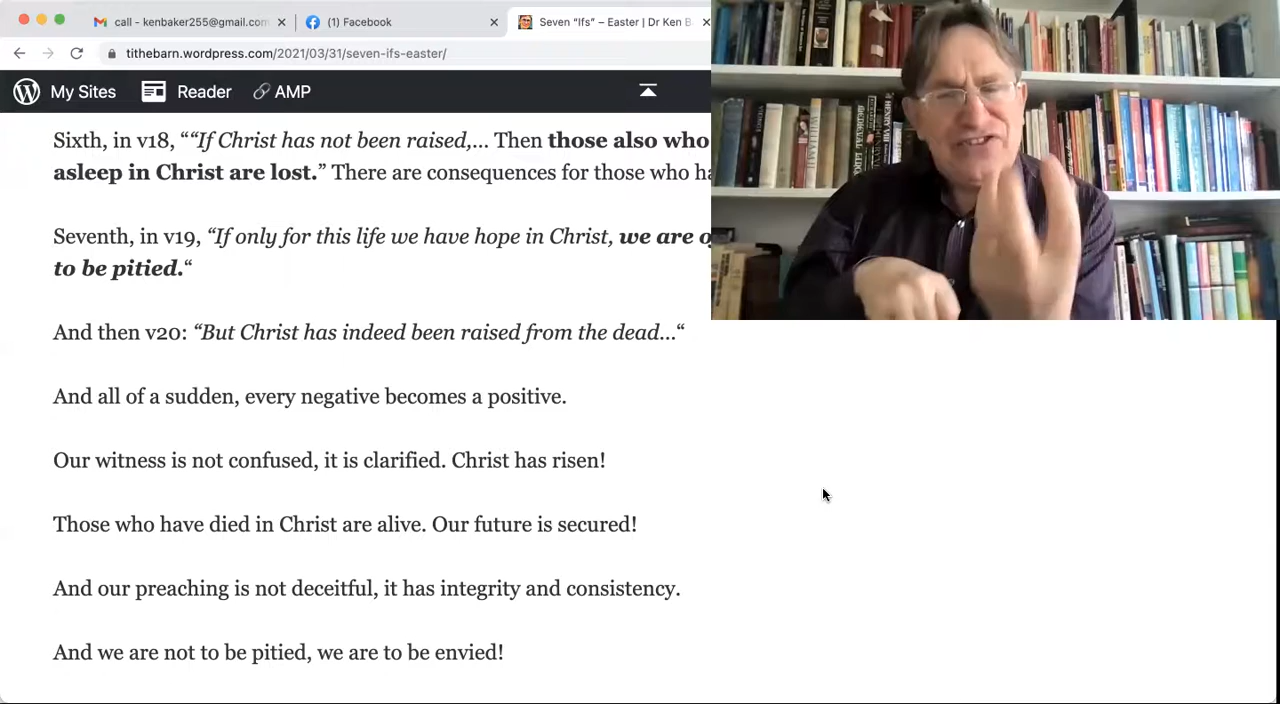 call - kenbaker255@gmail.com
(1) Facebook
Seven “Ifs” – Easter | Dr Ken B
tithebarn.wordpress.com/2021/03/31/seven-ifs-easter/
My Sites Reader AMP
Sixth, in v18, ““If Christ has not been raised,… Then those also who
asleep in Christ are lost.” There are consequences for those who ha
Seventh, in v19, “If only for this life we have hope in Christ, we are o
to be pitied.“
And then v20: “But Christ has indeed been raised from the dead…“
And all of a sudden, every negative becomes a positive.
Our witness is not confused, it is clarified. Christ has risen!
Those who have died in Christ are alive. Our future is secured!
And our preaching is not deceitful, it has integrity and consistency.
And we are not to be pitied, we are to be envied!